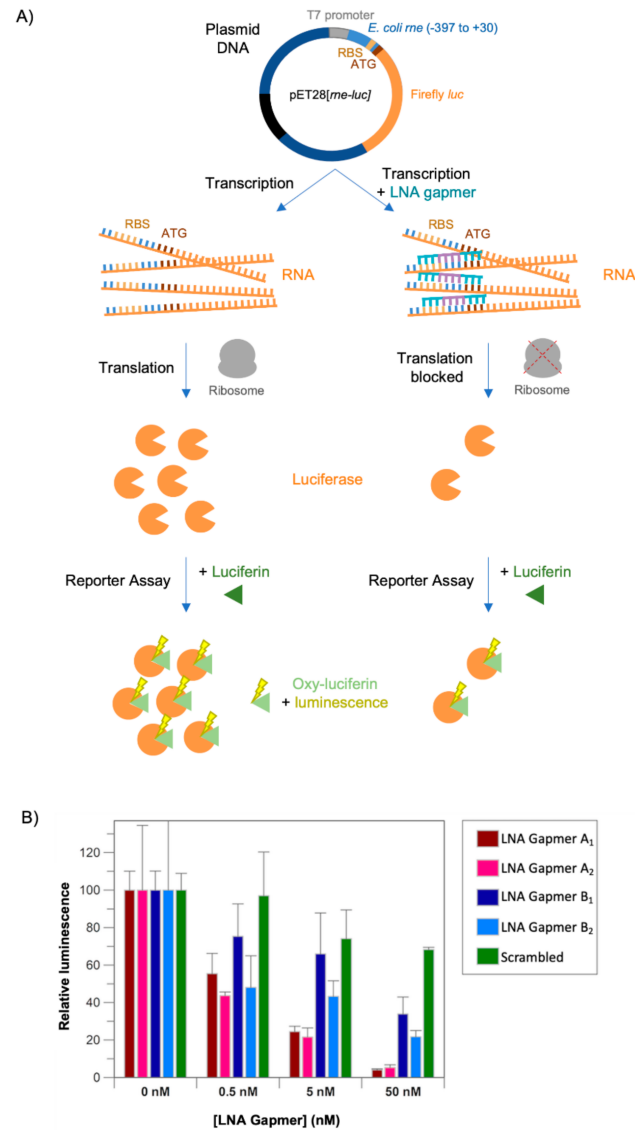 A)
T7 promoter
Plasmid
DNA
E. coli rne (-397 to +30)
RBS
ATG
pET28[rne-luc]
Firefly luc
Transcription
Transcription
+ LNA gapmer
RBS
ATG
RNA
RBS
ATG
RNA
Translation
Ribosome
Translation
blocked
Ribosome
Luciferase
Reporter Assay
+ Luciferin
Reporter Assay
+ Luciferin
Oxy-luciferin
+ luminescence
B)
Relative luminescence
120
100
80
60
40
20
0
0 nM
0.5 nM
5 nM
50 nM
[LNA Gapmer] (nM)
LNA Gapmer A₁
LNA Gapmer A₂
LNA Gapmer B₁
LNA Gapmer B₂
Scrambled